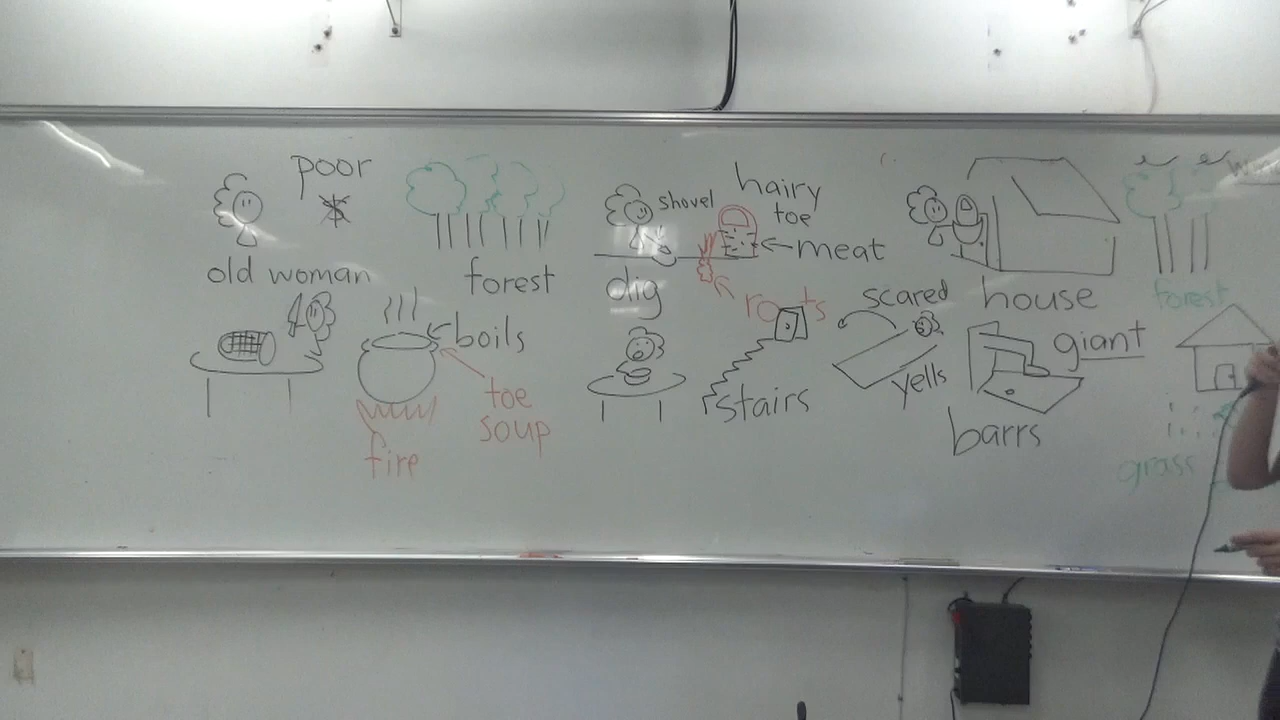 poor
old woman
forest
shovel
hairy
toe
meat
dig
roots
house
forest
boils
toe
soup
fire
stairs
scared
yells
giant
barrs
grass